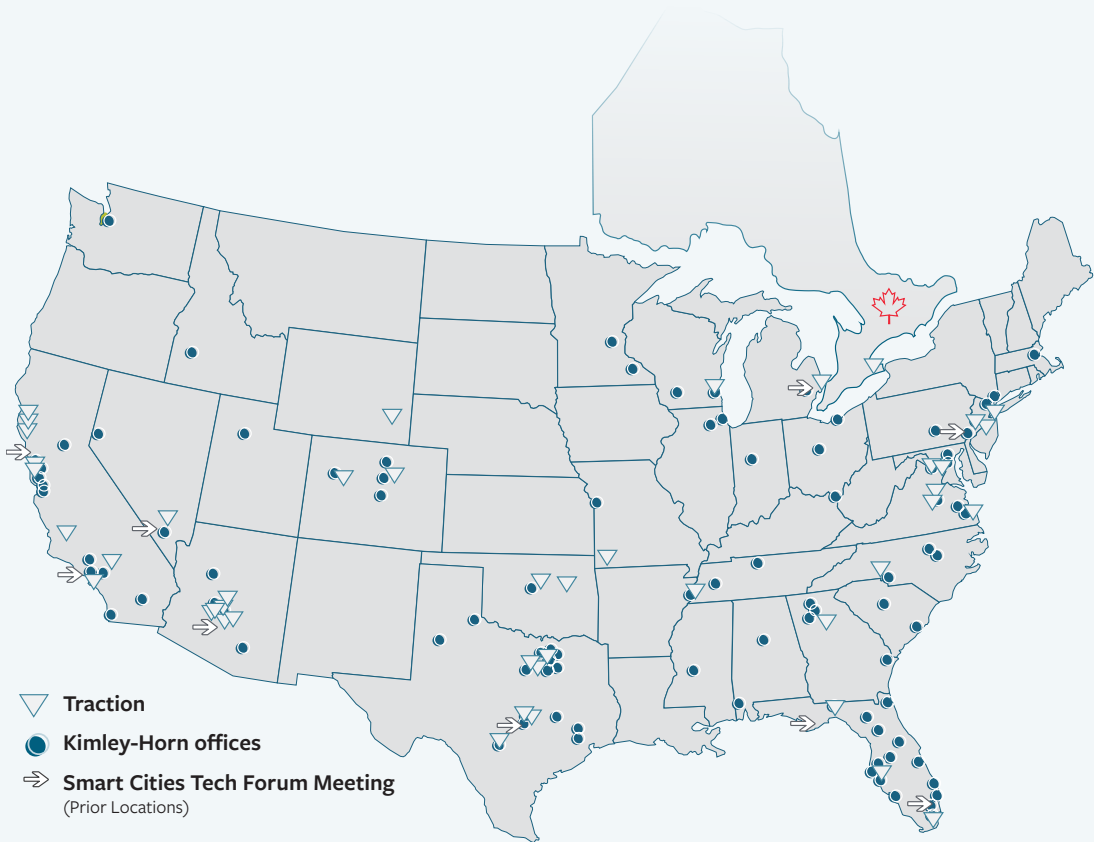 Traction
Kimley-Horn offices
Smart Cities Tech Forum Meeting
(Prior Locations)